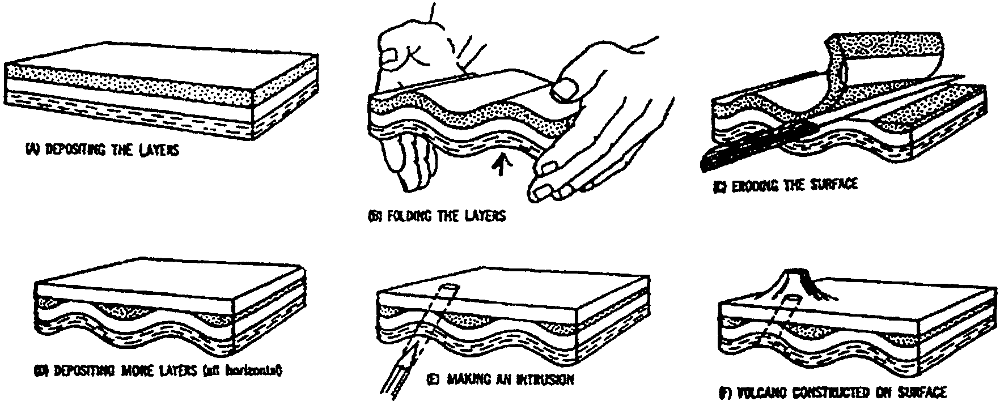 (A) DEPOSITING THE LAYERS
(B) FOLDING THE LAYERS
(C) ERODING THE SURFACE
(D) DEPOSITING MORE LAYERS (all horizontal)
(E) MAKING AN INTRUSION
(F) VOLCANO CONSTRUCTED ON SURFACE